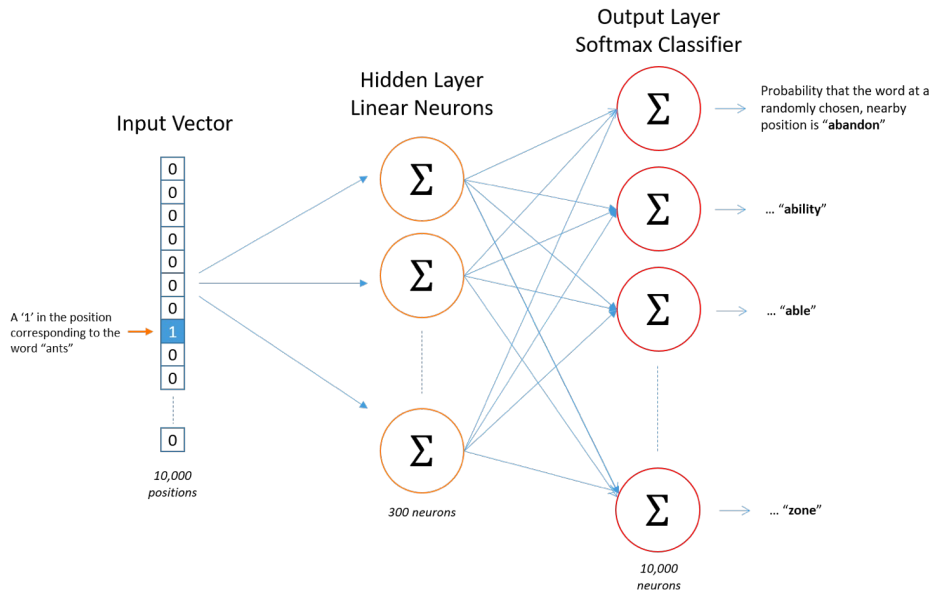 Output Layer
Softmax Classifier
Hidden Layer
Linear Neurons
Input Vector
Probability that the word at a
randomly chosen, nearby
position is “abandon”
0
0
0
0
0
0
0
1
0
0
0
A ‘1’ in the position
corresponding to the
word “ants”
10,000
positions
Σ
Σ
Σ
300 neurons
Σ
Σ
Σ
Σ
10,000
neurons
... “ability”
... “able”
... “zone”